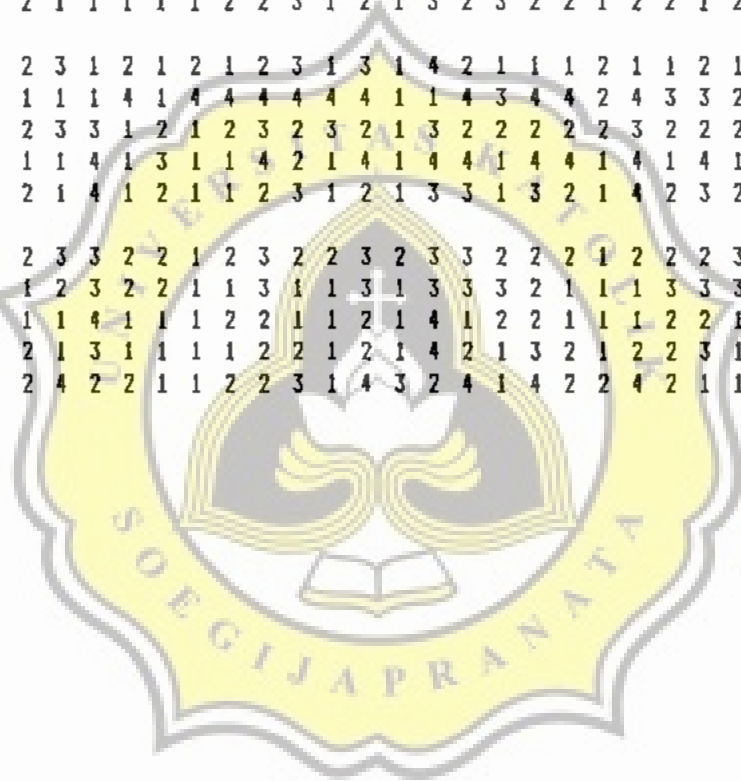 2 3 1 2 1 2 1 2 3 1 3 1 4 2 1 1 1 2 1 1 2 1
1 1 1 4 1 4 4 4 4 4 4 1 1 4 3 4 4 2 4 3 3 2
2 3 3 1 2 1 2 3 2 3 2 1 3 2 2 2 2 2 3 2 2 2
1 1 4 1 3 1 1 4 2 1 4 1 4 4 1 4 4 1 4 1 4 1
2 1 4 1 2 1 1 2 3 1 2 1 3 3 1 3 2 1 4 2 3 2
2 3 3 2 2 1 2 3 2 2 3 2 3 3 2 2 2 1 2 2 2 3
1 2 3 2 2 1 1 3 1 1 3 1 3 3 3 2 1 1 1 3 3 3
1 1 4 1 1 1 2 2 1 1 2 1 4 1 2 2 1 1 1 2 2 1
2 1 3 1 1 1 1 2 2 1 2 1 4 2 1 3 2 1 2 2 3 1
2 4 2 2 1 1 2 2 3 1 4 3 2 4 1 4 2 2 4 2 1 1
UNIVERSITAS KATOLIK
SOEGIJAPRANATA